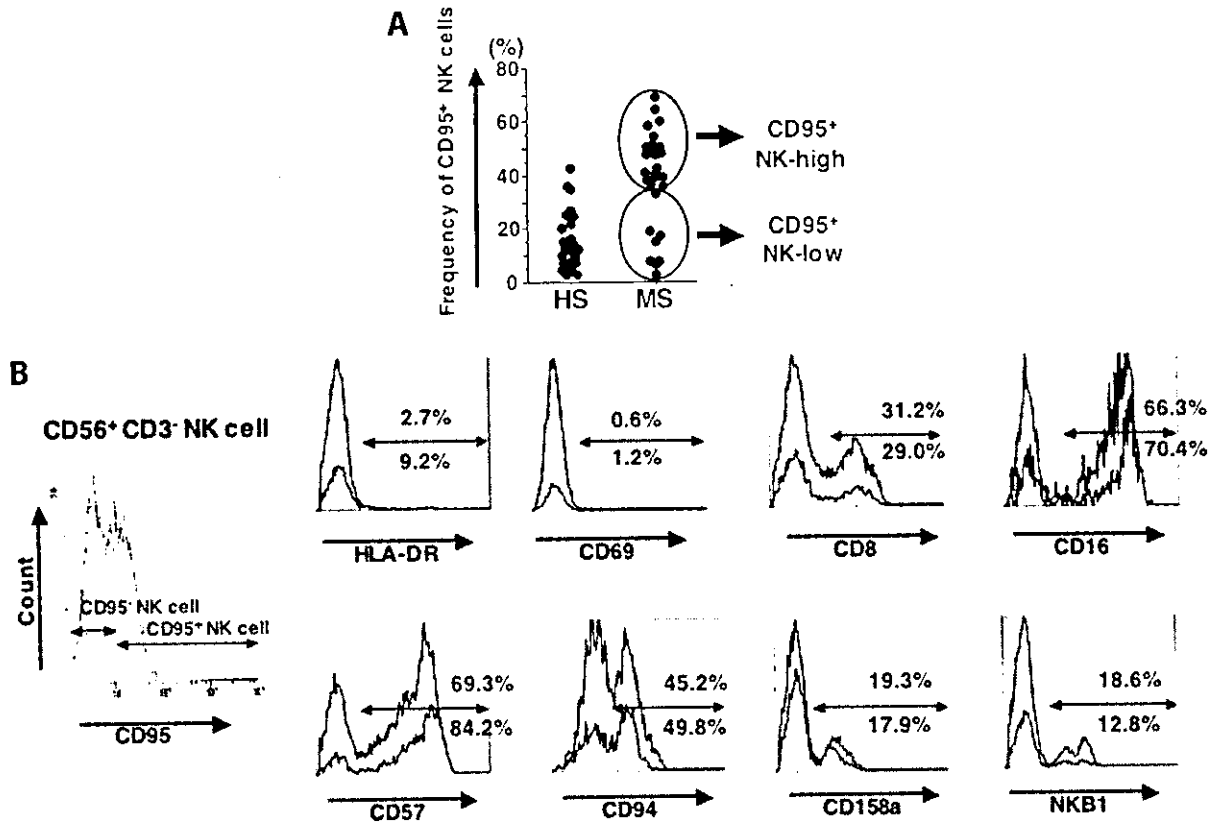 A
Frequency of CD95+ NK cells
(%)
80
60
40
20
0
HS
MS
CD95+
NK-high
CD95+
NK-low
B
CD56+ CD3- NK cell
Count
CD95- NK cell
CD95+ NK cell
CD95
2.7%
9.2%
HLA-DR
0.6%
1.2%
CD69
31.2%
29.0%
CD8
66.3%
70.4%
CD16
69.3%
84.2%
CD57
45.2%
49.8%
CD94
19.3%
17.9%
CD158a
18.6%
12.8%
NKB1